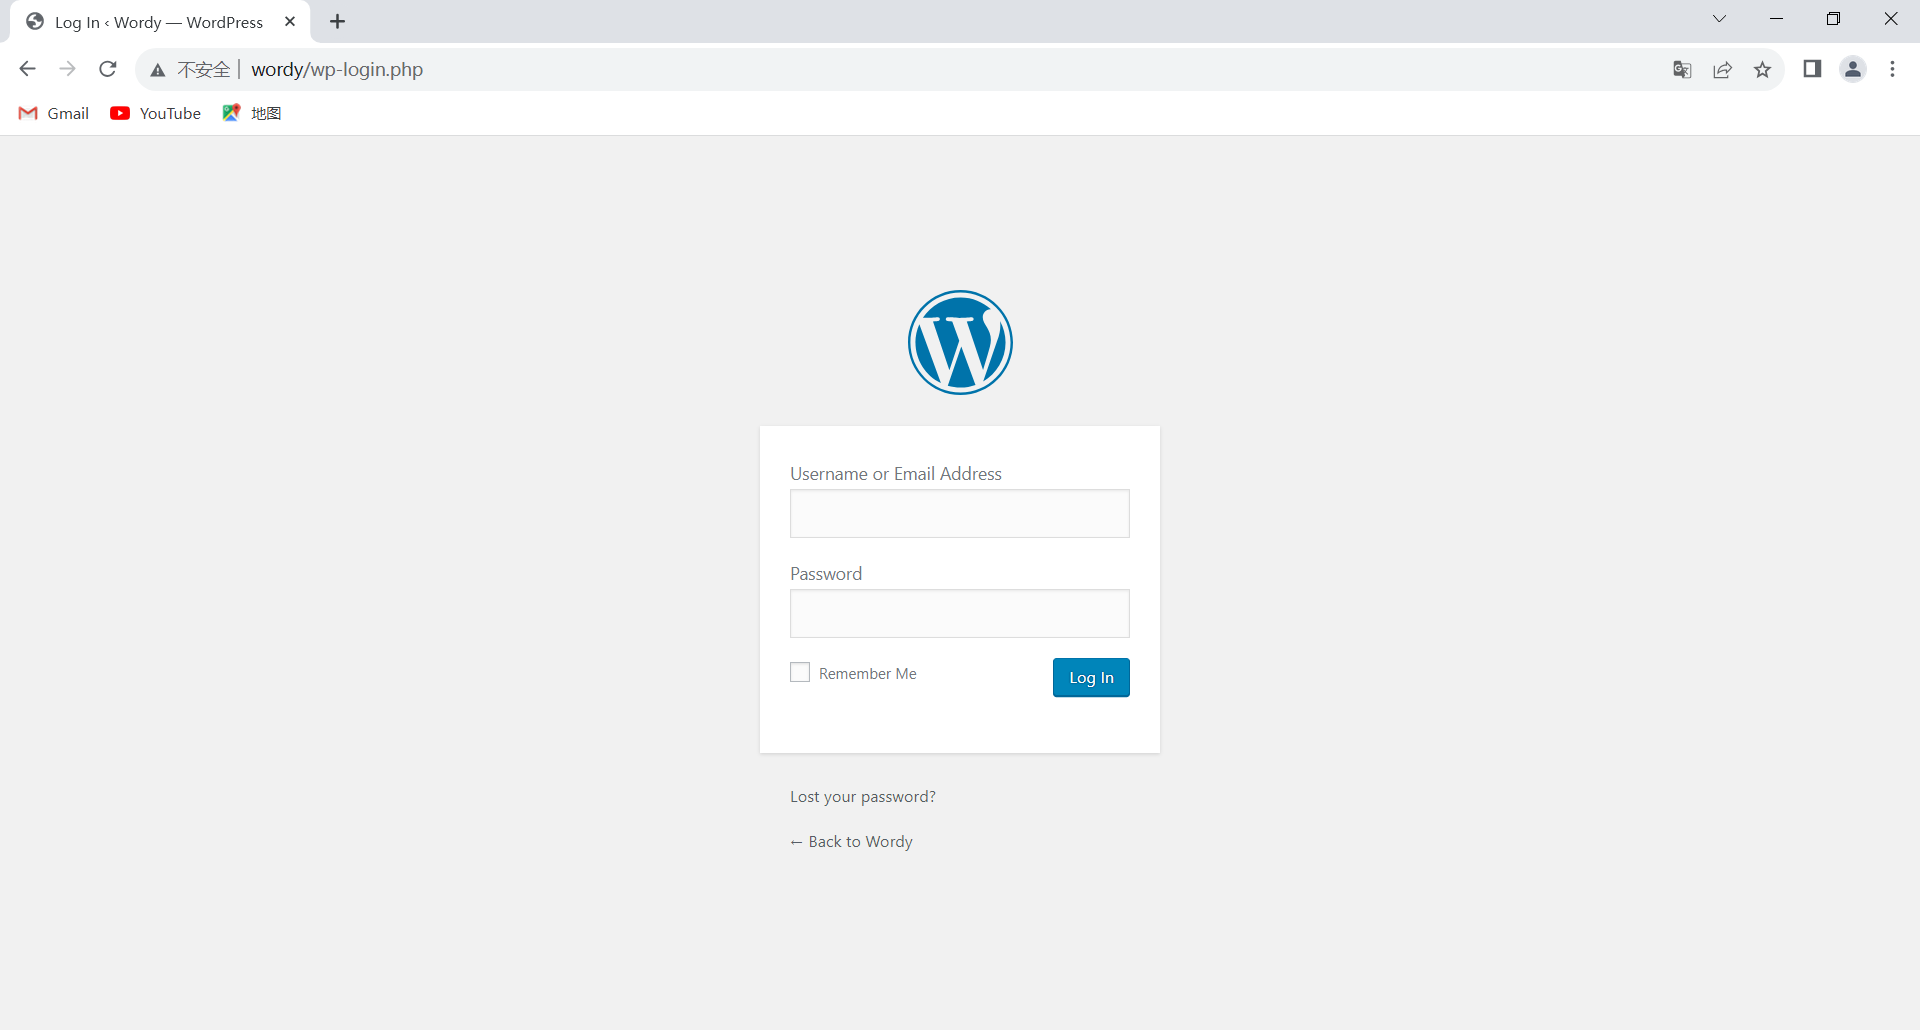 Log In ‹ Wordy — WordPress
不安全 | wordy/wp-login.php
Gmail YouTube 地图
Username or Email Address
Password
Remember Me Log In
Lost your password?
← Back to Wordy